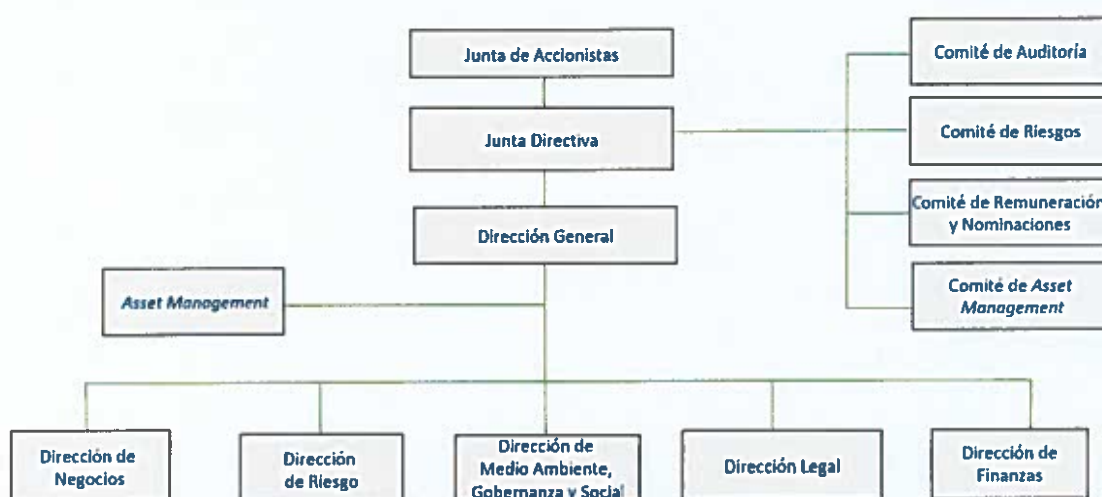 Junta de Accionistas
Comité de Auditoría
Junta Directiva
Comité de Riesgos
Dirección General
Comité de Remuneración
y Nominaciones
Asset Management
Comité de Asset
Management
Dirección de
Negocios
Dirección
de Riesgo
Dirección de
Medio Ambiente,
Gobernanza y Social
Dirección Legal
Dirección de
Finanzas